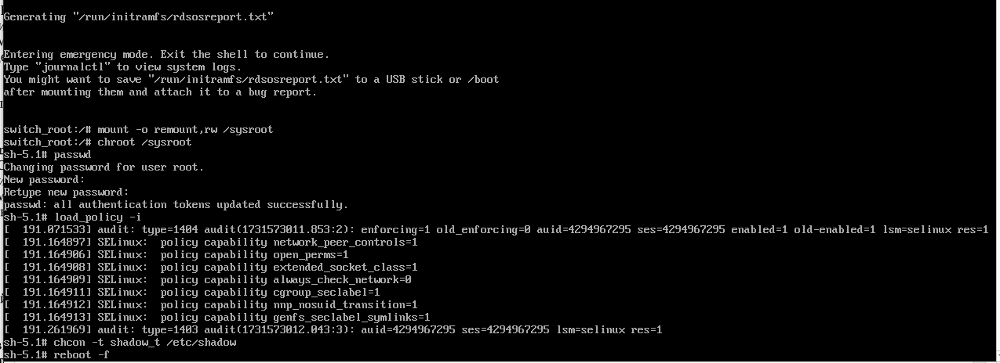 Generating "/run/initramfs/rdsosreport.txt"
Entering emergency mode. Exit the shell to continue.
Type "journalctl" to view system logs.
You might want to save "/run/initramfs/rdsosreport.txt" to a USB stick or /boot
after mounting them and attach it to a bug report.
switch_root:/# mount -o remount,rw /sysroot
switch_root:/# chroot /sysroot
sh-5.1# passwd
Changing password for user root.
New password:
Retype new password:
passwd: all authentication tokens updated successfully.
sh-5.1# load_policy -i
[  191.071533] audit: type=1404 audit(1731573011.853:2): enforcing=1 old_enforcing=0 auid=4294967295 ses=4294967295 enabled=1 old-enabled=1 lsm=selinux res=1
[  191.164897] SELinux:  policy capability network_peer_controls=1
[  191.164906] SELinux:  policy capability open_perms=1
[  191.164908] SELinux:  policy capability extended_socket_class=1
[  191.164909] SELinux:  policy capability always_check_network=0
[  191.164911] SELinux:  policy capability cgroup_seclabel=1
[  191.164912] SELinux:  policy capability nnp_nosuid_transition=1
[  191.164913] SELinux:  policy capability genfs_seclabel_symlinks=1
[  191.261969] audit: type=1403 audit(1731573012.043:3): auid=4294967295 ses=4294967295 lsm=selinux res=1
sh-5.1# chcon -t shadow_t /etc/shadow
sh-5.1# reboot -f